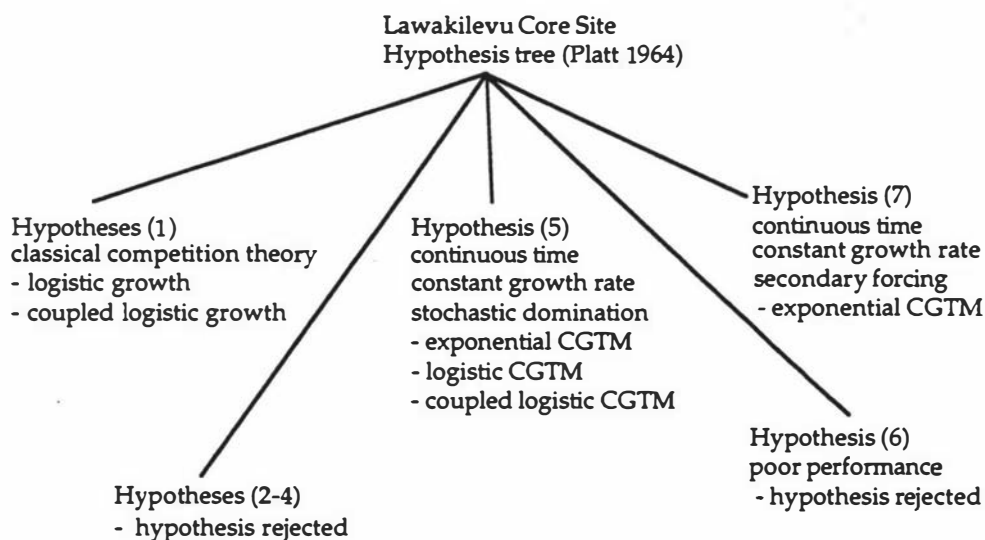 Lawakilevu Core Site
Hypothesis tree (Platt 1964)
Hypotheses (1)
classical competition theory
- logistic growth
- coupled logistic growth
Hypotheses (2-4)
- hypothesis rejected
Hypothesis (5)
continuous time
constant growth rate
stochastic domination
- exponential CGTM
- logistic CGTM
- coupled logistic CGTM
Hypothesis (6)
poor performance
- hypothesis rejected
Hypothesis (7)
continuous time
constant growth rate
secondary forcing
- exponential CGTM